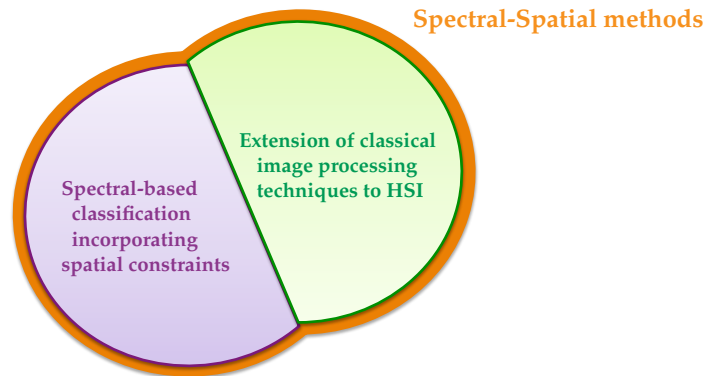 Spectral-Spatial methods
Extension of classical
image processing
techniques to HSI
Spectral-based
classification
incorporating
spatial constraints